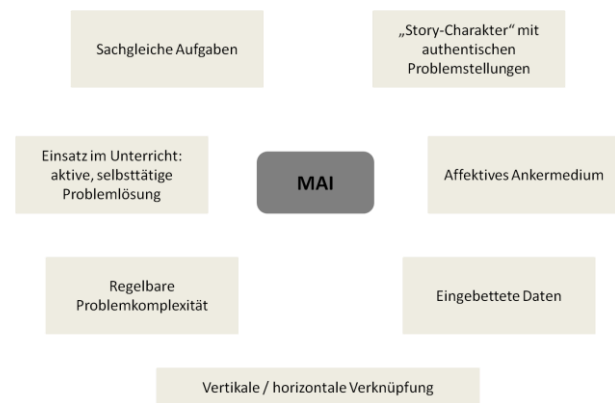 Sachgleiche Aufgaben
„Story-Charakter“ mit
authentischen
Problemstellungen
Einsatz im Unterricht:
aktive, selbsttätige
Problemlösung
MAI
Affektives Ankermedium
Regelbare
Problemkomplexität
Eingebettete Daten
Vertikale / horizontale Verknüpfung